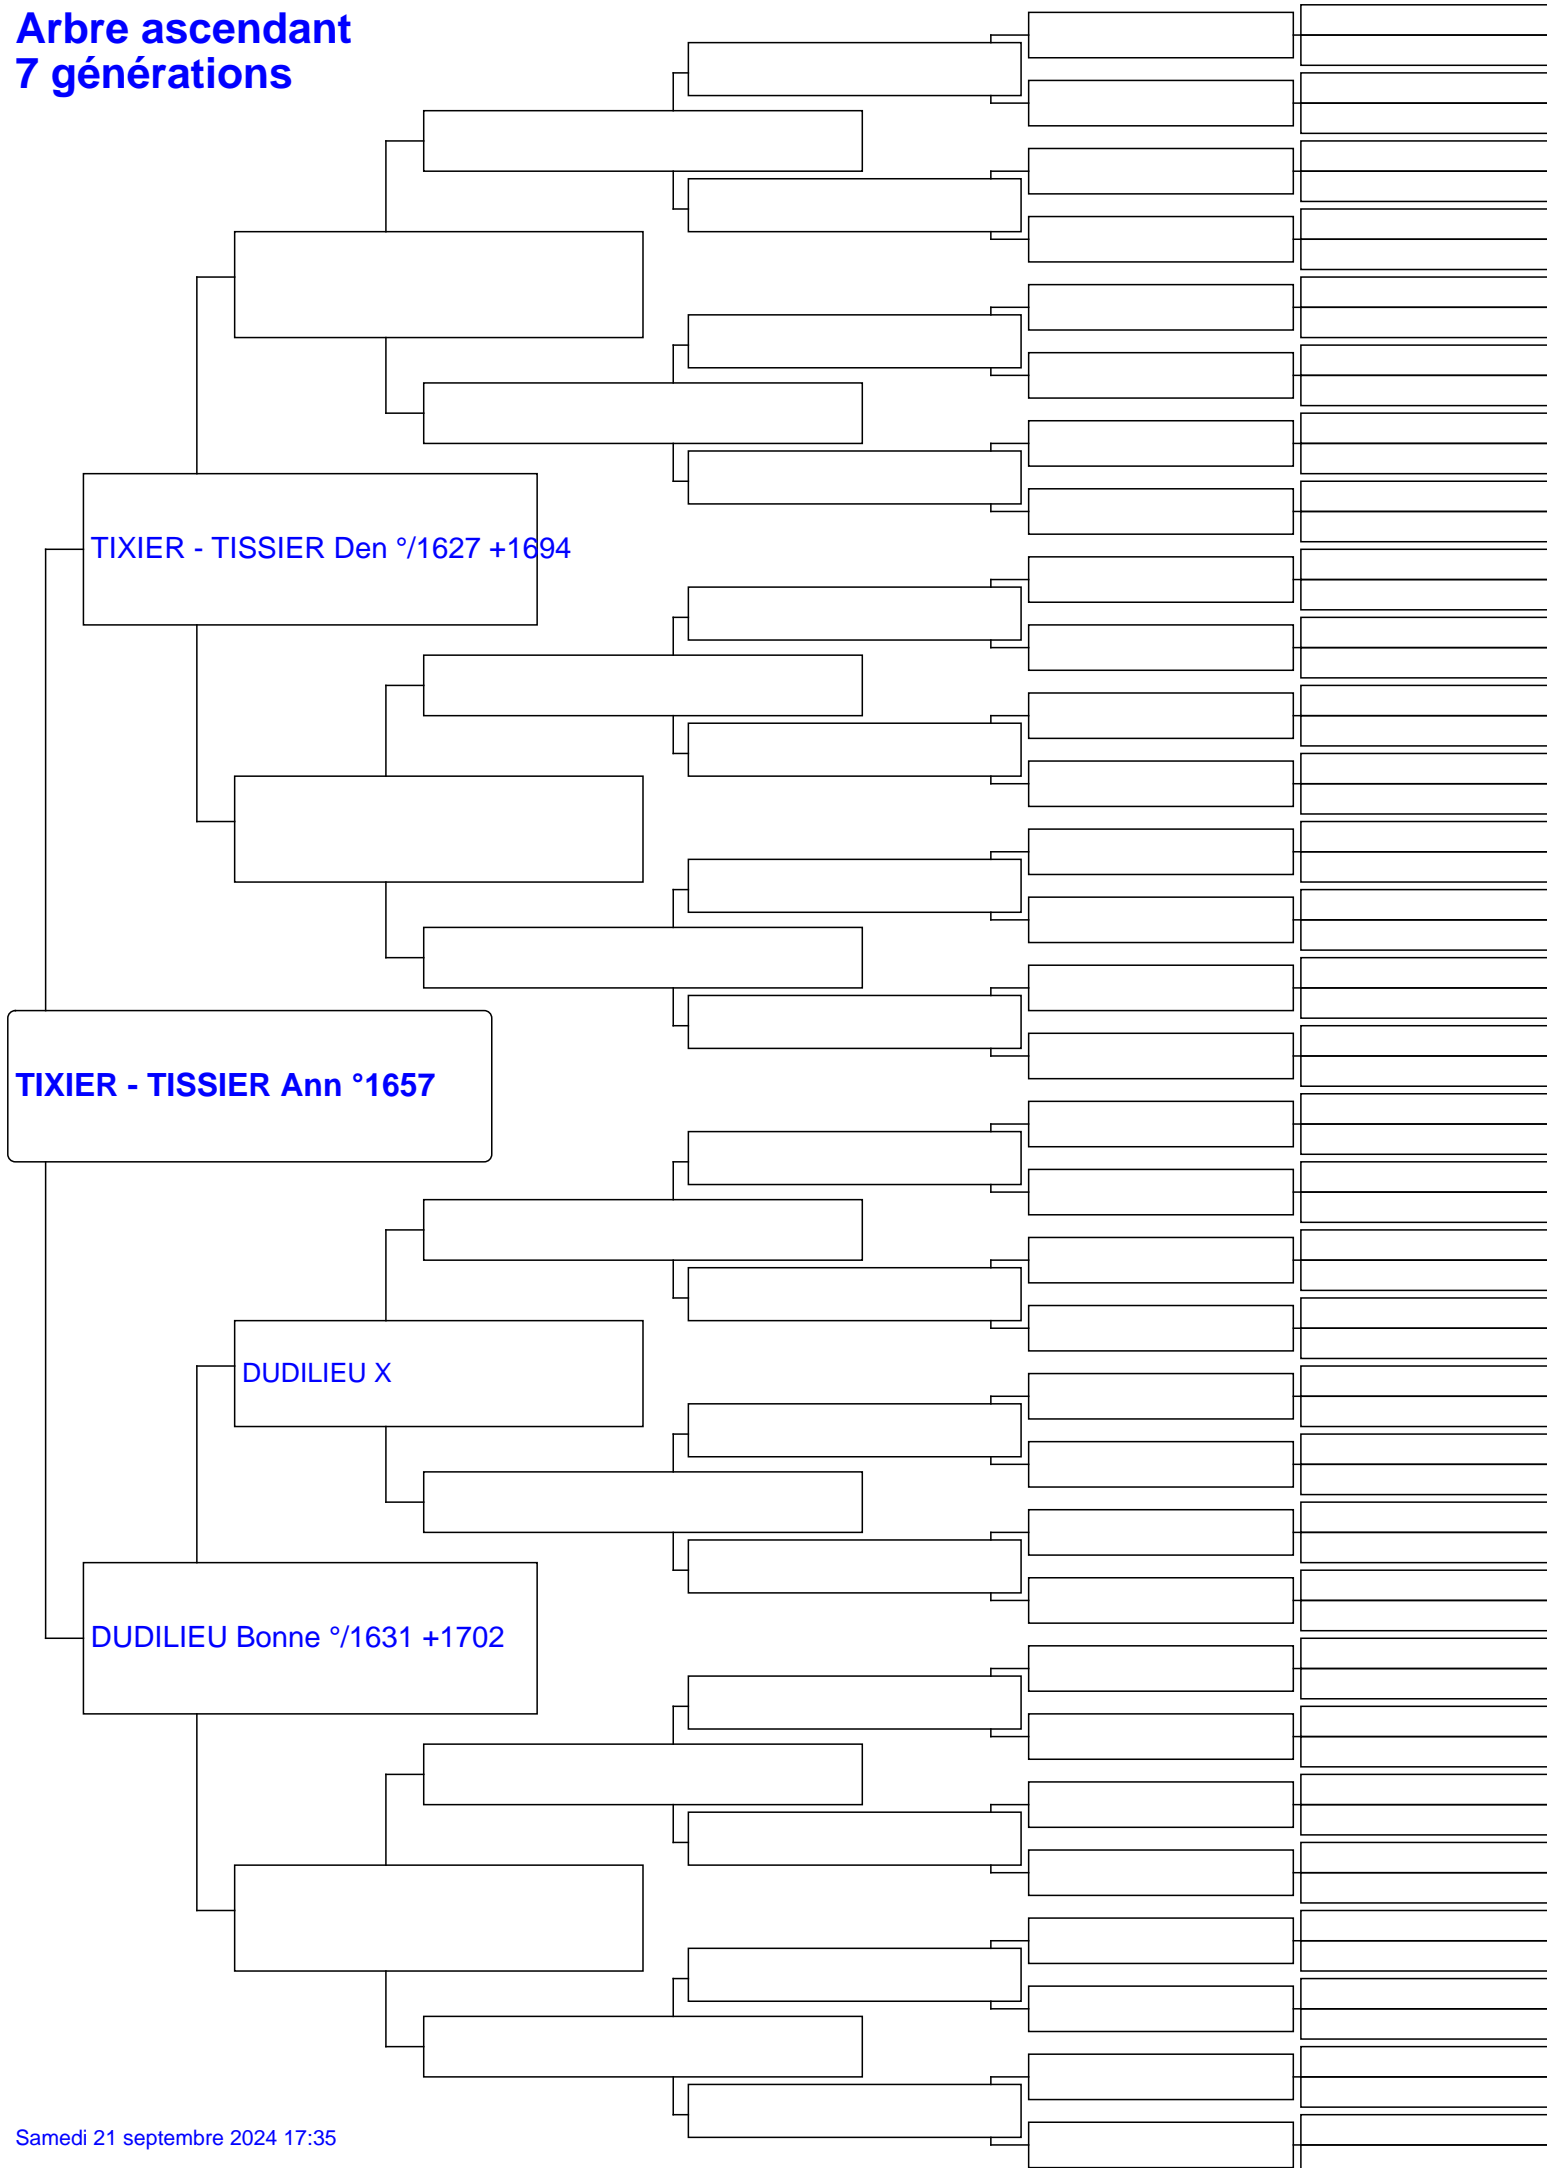 Arbre ascendant
7 générations
TIXIER - TISSIER Den °/1627 +1694
TIXIER - TISSIER Ann °1657
DUDILIEU X
DUDILIEU Bonne °/1631 +1702
Samedi 21 septembre 2024 17:35